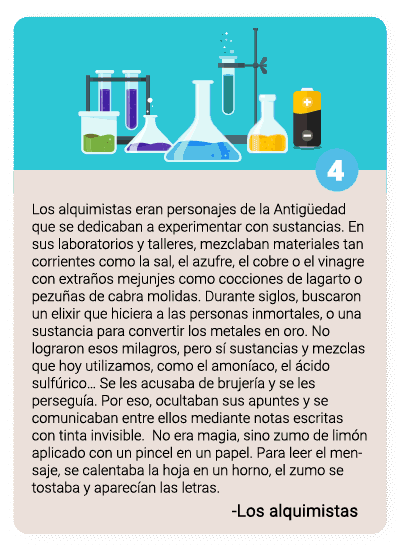 4
Los alquimistas eran personajes de la Antigüedad
que se dedicaban a experimentar con sustancias. En
sus laboratorios y talleres, mezclaban materiales tan
corrientes como la sal, el azufre, el cobre o el vinagre
con extraños mejunjes como cocciones de lagarto o
pezuñas de cabra molidas. Durante siglos, buscaron
un elixir que hiciera a las personas inmortales, o una
sustancia para convertir los metales en oro. No
lograron esos milagros, pero sí sustancias y mezclas
que hoy utilizamos, como el amoníaco, el ácido
sulfúrico... Se les acusaba de brujería y se les
perseguía. Por eso, ocultaban sus apuntes y se
comunicaban entre ellos mediante notas escritas
con tinta invisible. No era magia, sino zumo de limón
aplicado con un pincel en un papel. Para leer el men-
saje, se calentaba la hoja en un horno, el zumo se
tostaba y aparecían las letras.
-Los alquimistas